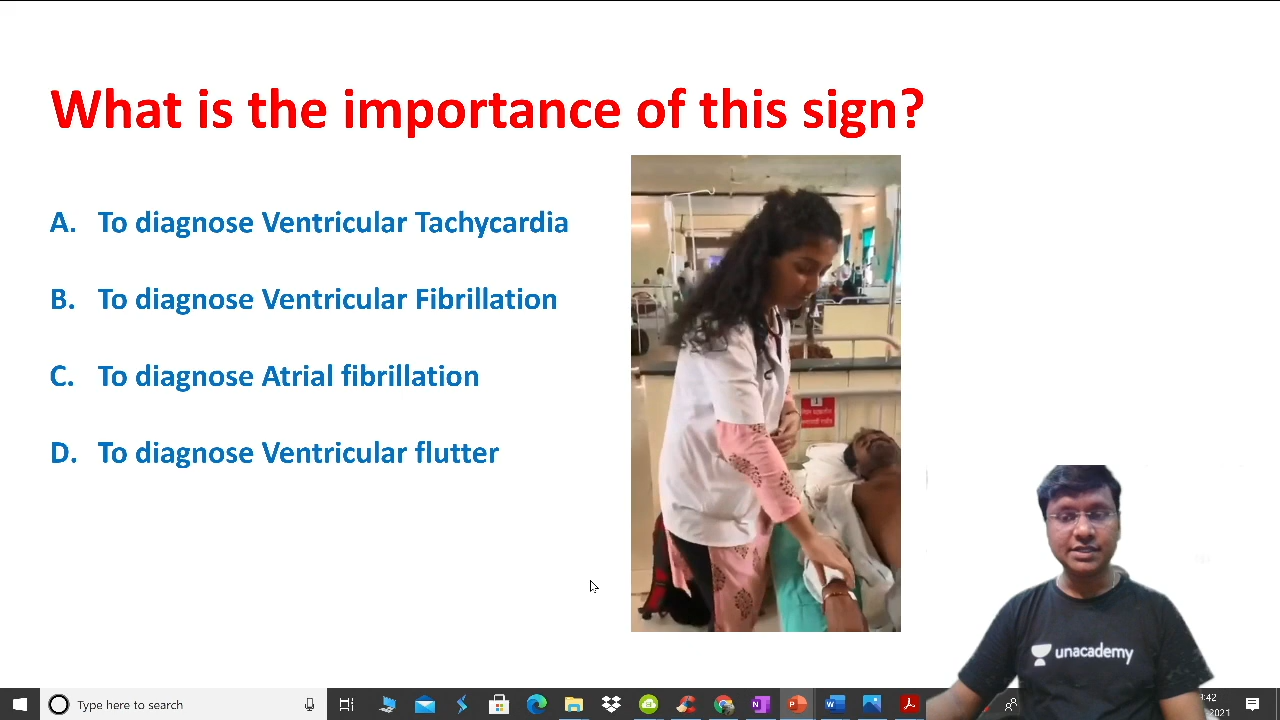 What is the importance of this sign?
A. To diagnose Ventricular Tachycardia
B. To diagnose Ventricular Fibrillation
C. To diagnose Atrial fibrillation
D. To diagnose Ventricular flutter
unacademy
Type here to search